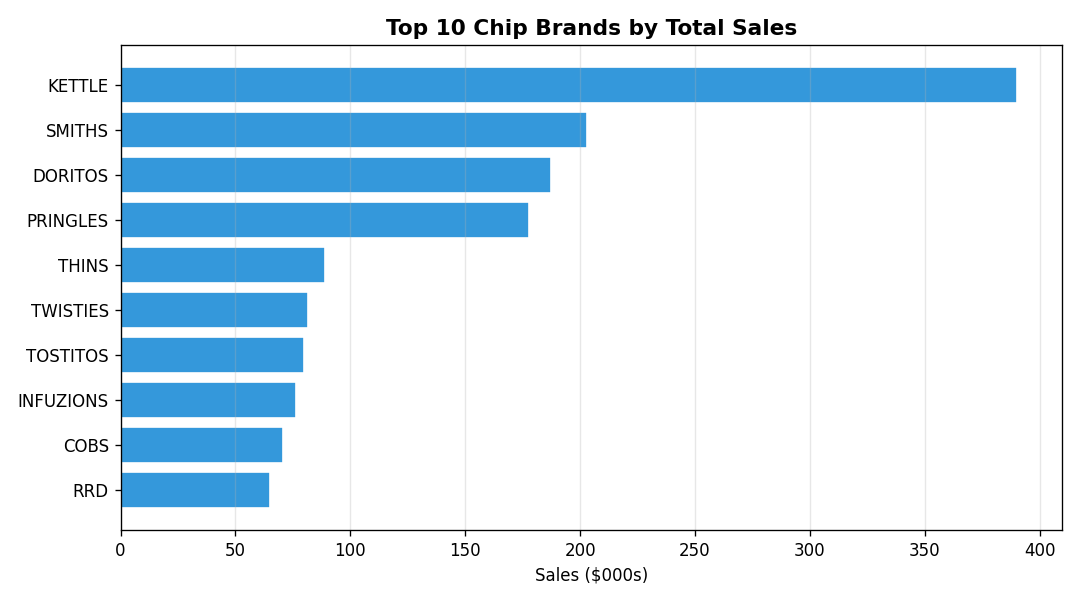 Top 10 Chip Brands by Total Sales
KETTLE
SMITHS
DORITOS
PRINGLES
THINS
TWISTIES
TOSTITOS
INFUZIONS
COBS
RRD
0 50 100 150 200 250 300 350 400
Sales ($000s)